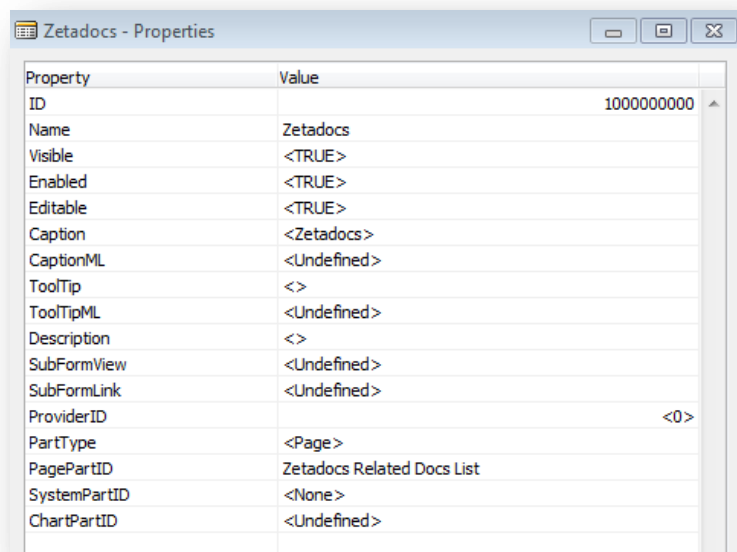 Zetadocs - Properties
Property Value
ID 1000000000
Name Zetadocs
Visible <TRUE>
Enabled <TRUE>
Editable <TRUE>
Caption <Zetadocs>
CaptionML <Undefined>
ToolTip <>
ToolTipML <Undefined>
Description <>
SubFormView <Undefined>
SubFormLink <Undefined>
ProviderID <0>
PartType <Page>
PagePartID Zetadocs Related Docs List
SystemPartID <None>
ChartPartID <Undefined>